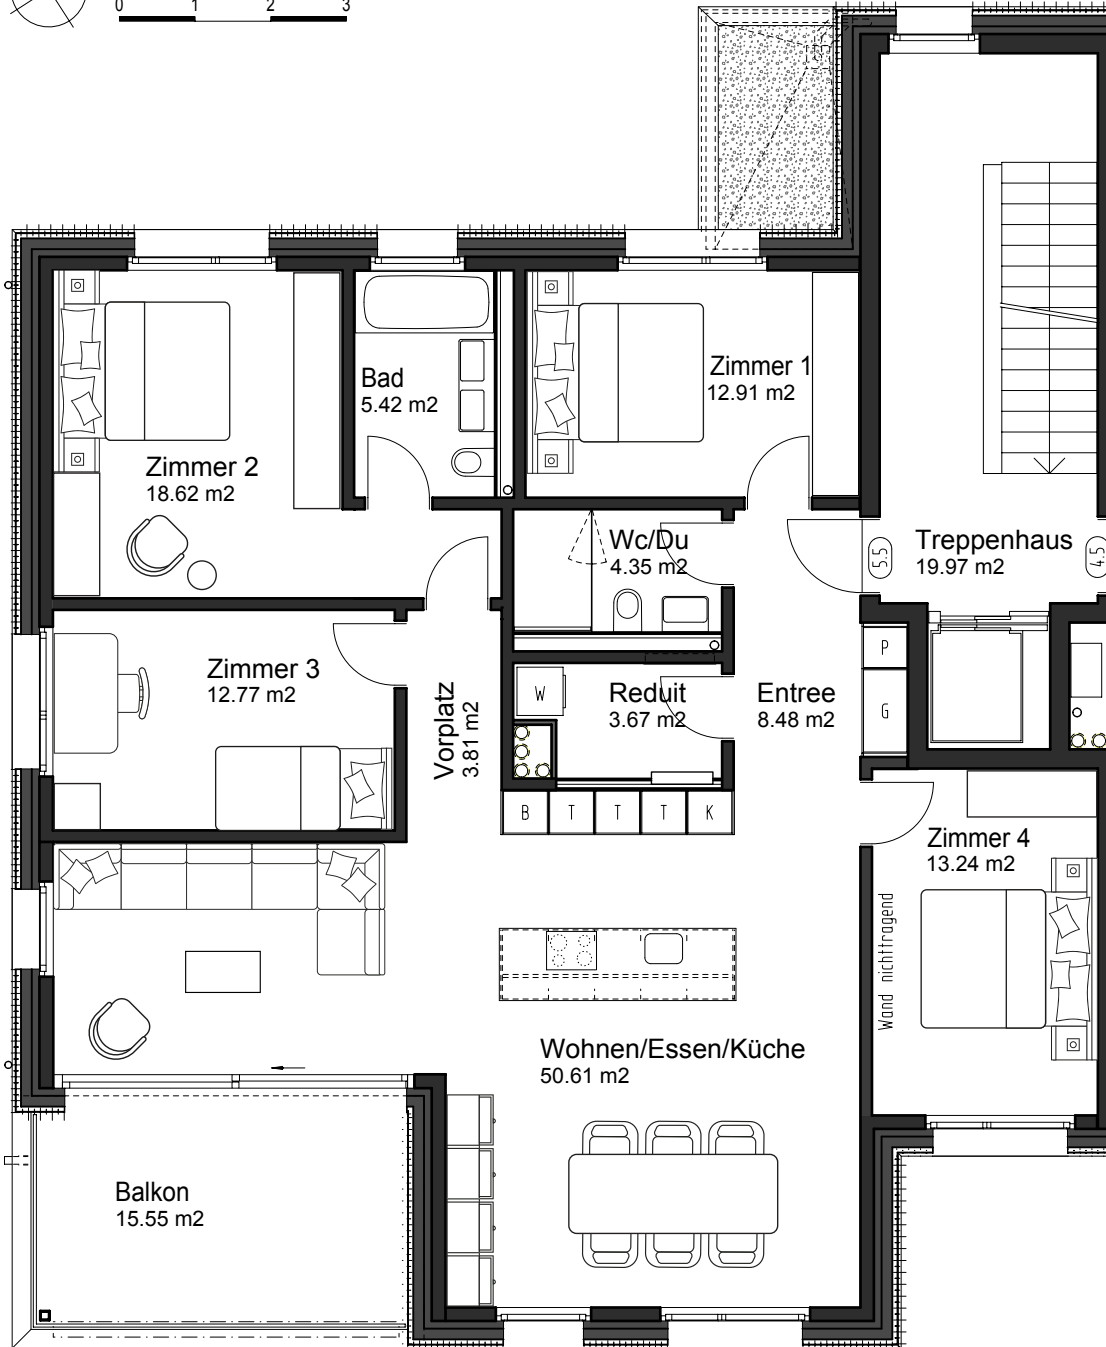 0 1 2 3
Zimmer 1
12.91 m2
Bad
5.42 m2
Zimmer 2
18.62 m2
Wc/Du
4.35 m2
Treppenhaus
19.97 m2
5.5
4.5
Zimmer 3
12.77 m2
Vorplatz
3.81 m2
W
Reduit
3.67 m2
Entree
8.48 m2
P
G
B T T T K
Zimmer 4
13.24 m2
Wand nichttragend
Wohnen/Essen/Küche
50.61 m2
Balkon
15.55 m2